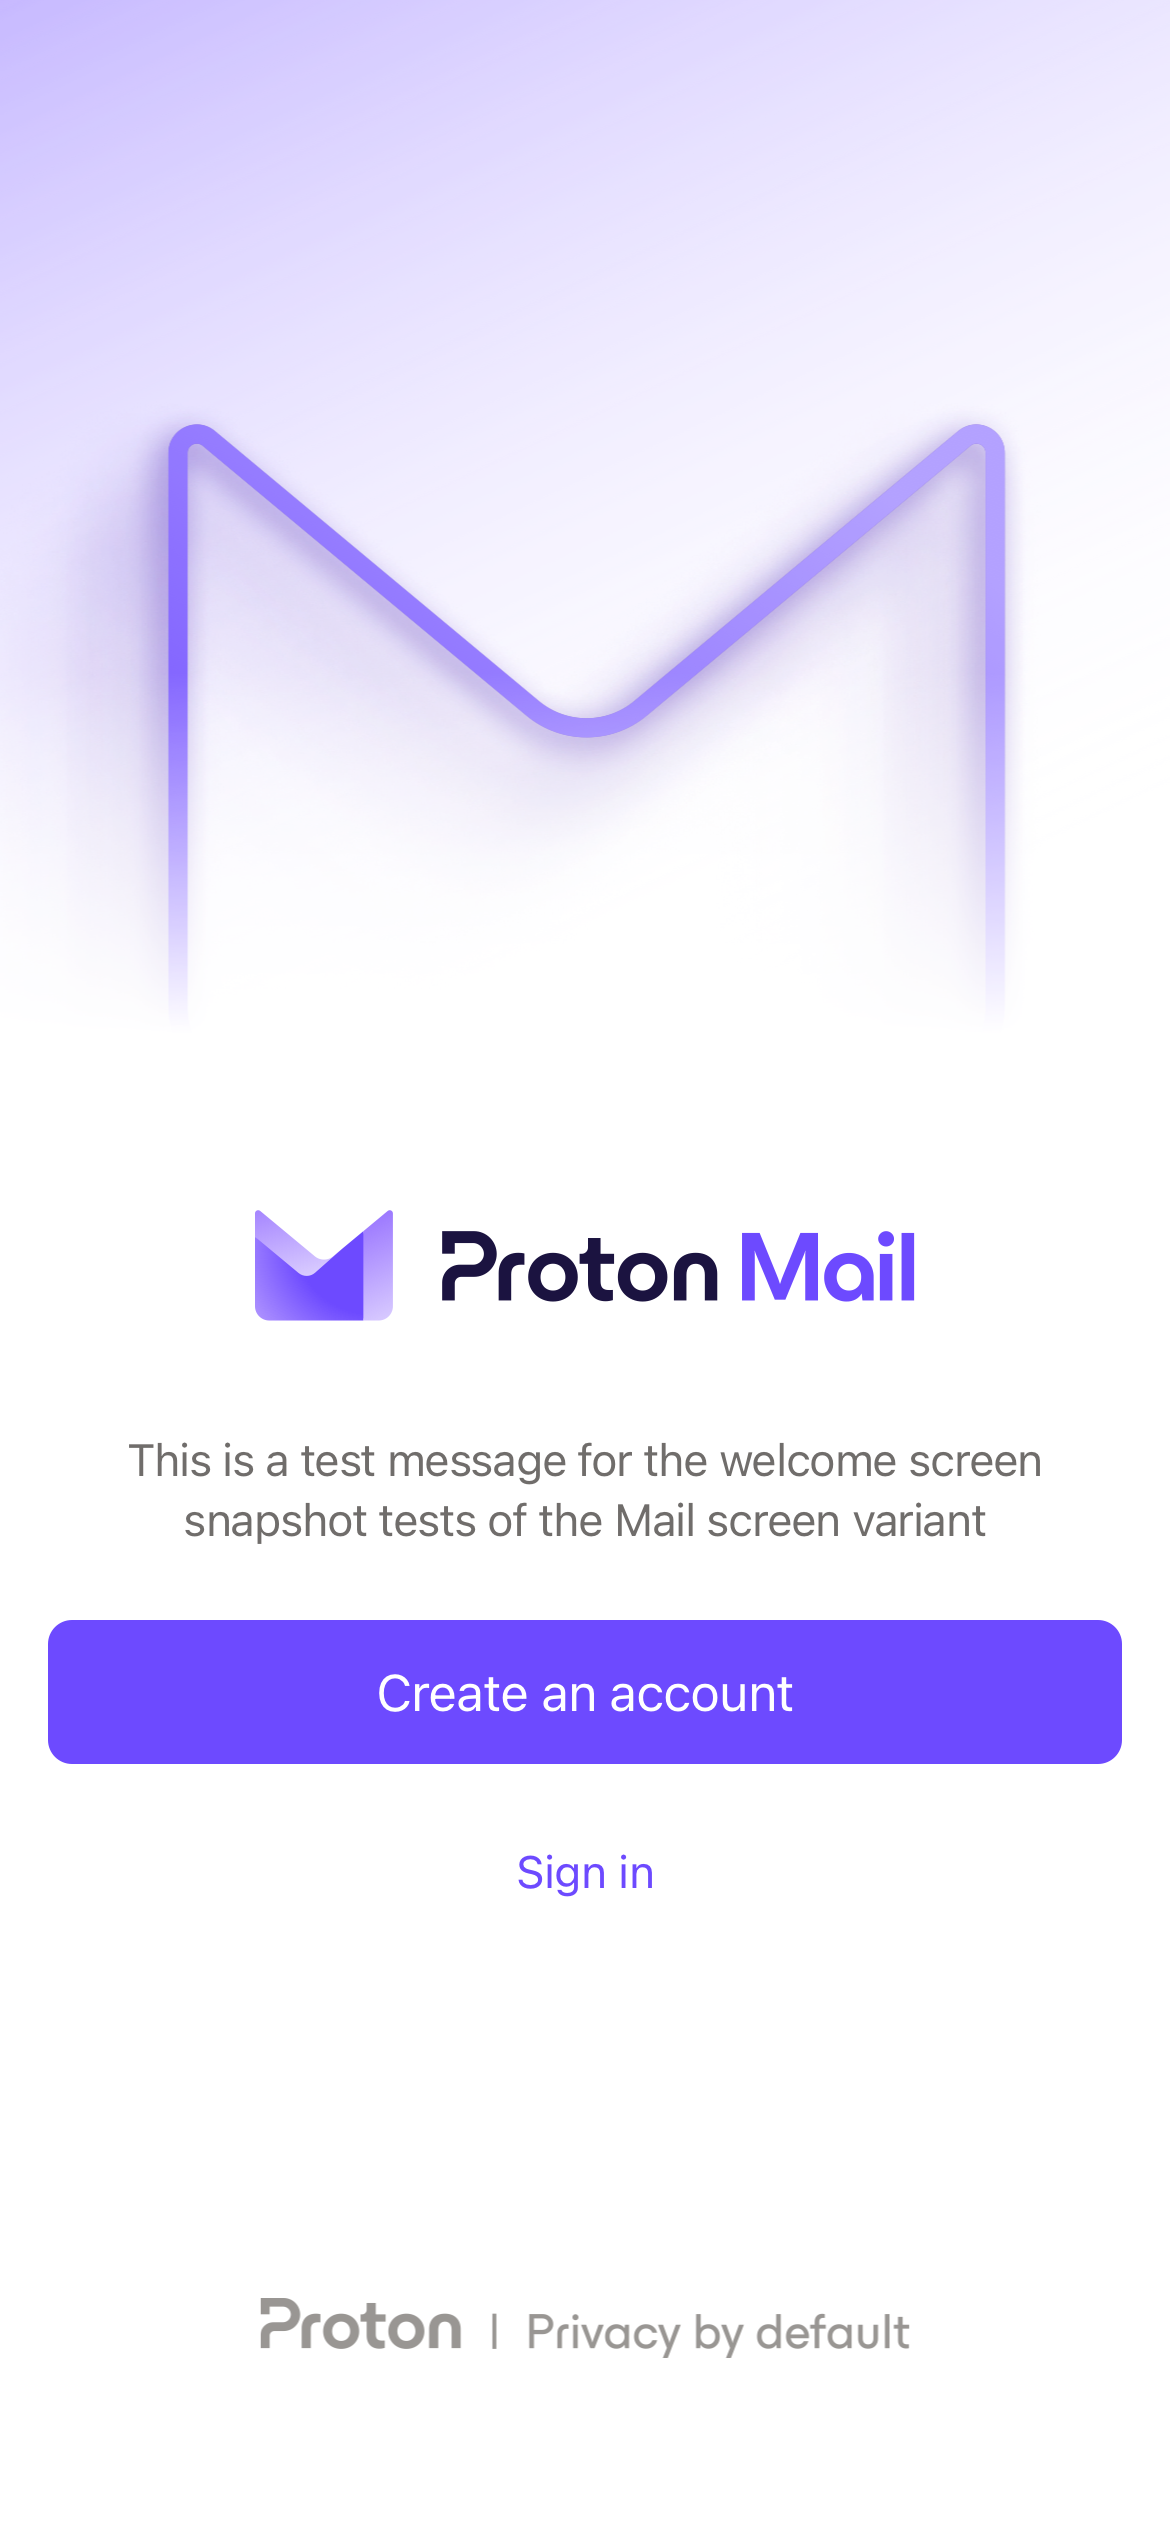 Proton Mail
This is a test message for the welcome screen
snapshot tests of the Mail screen variant
Create an account
Sign in
Proton | Privacy by default